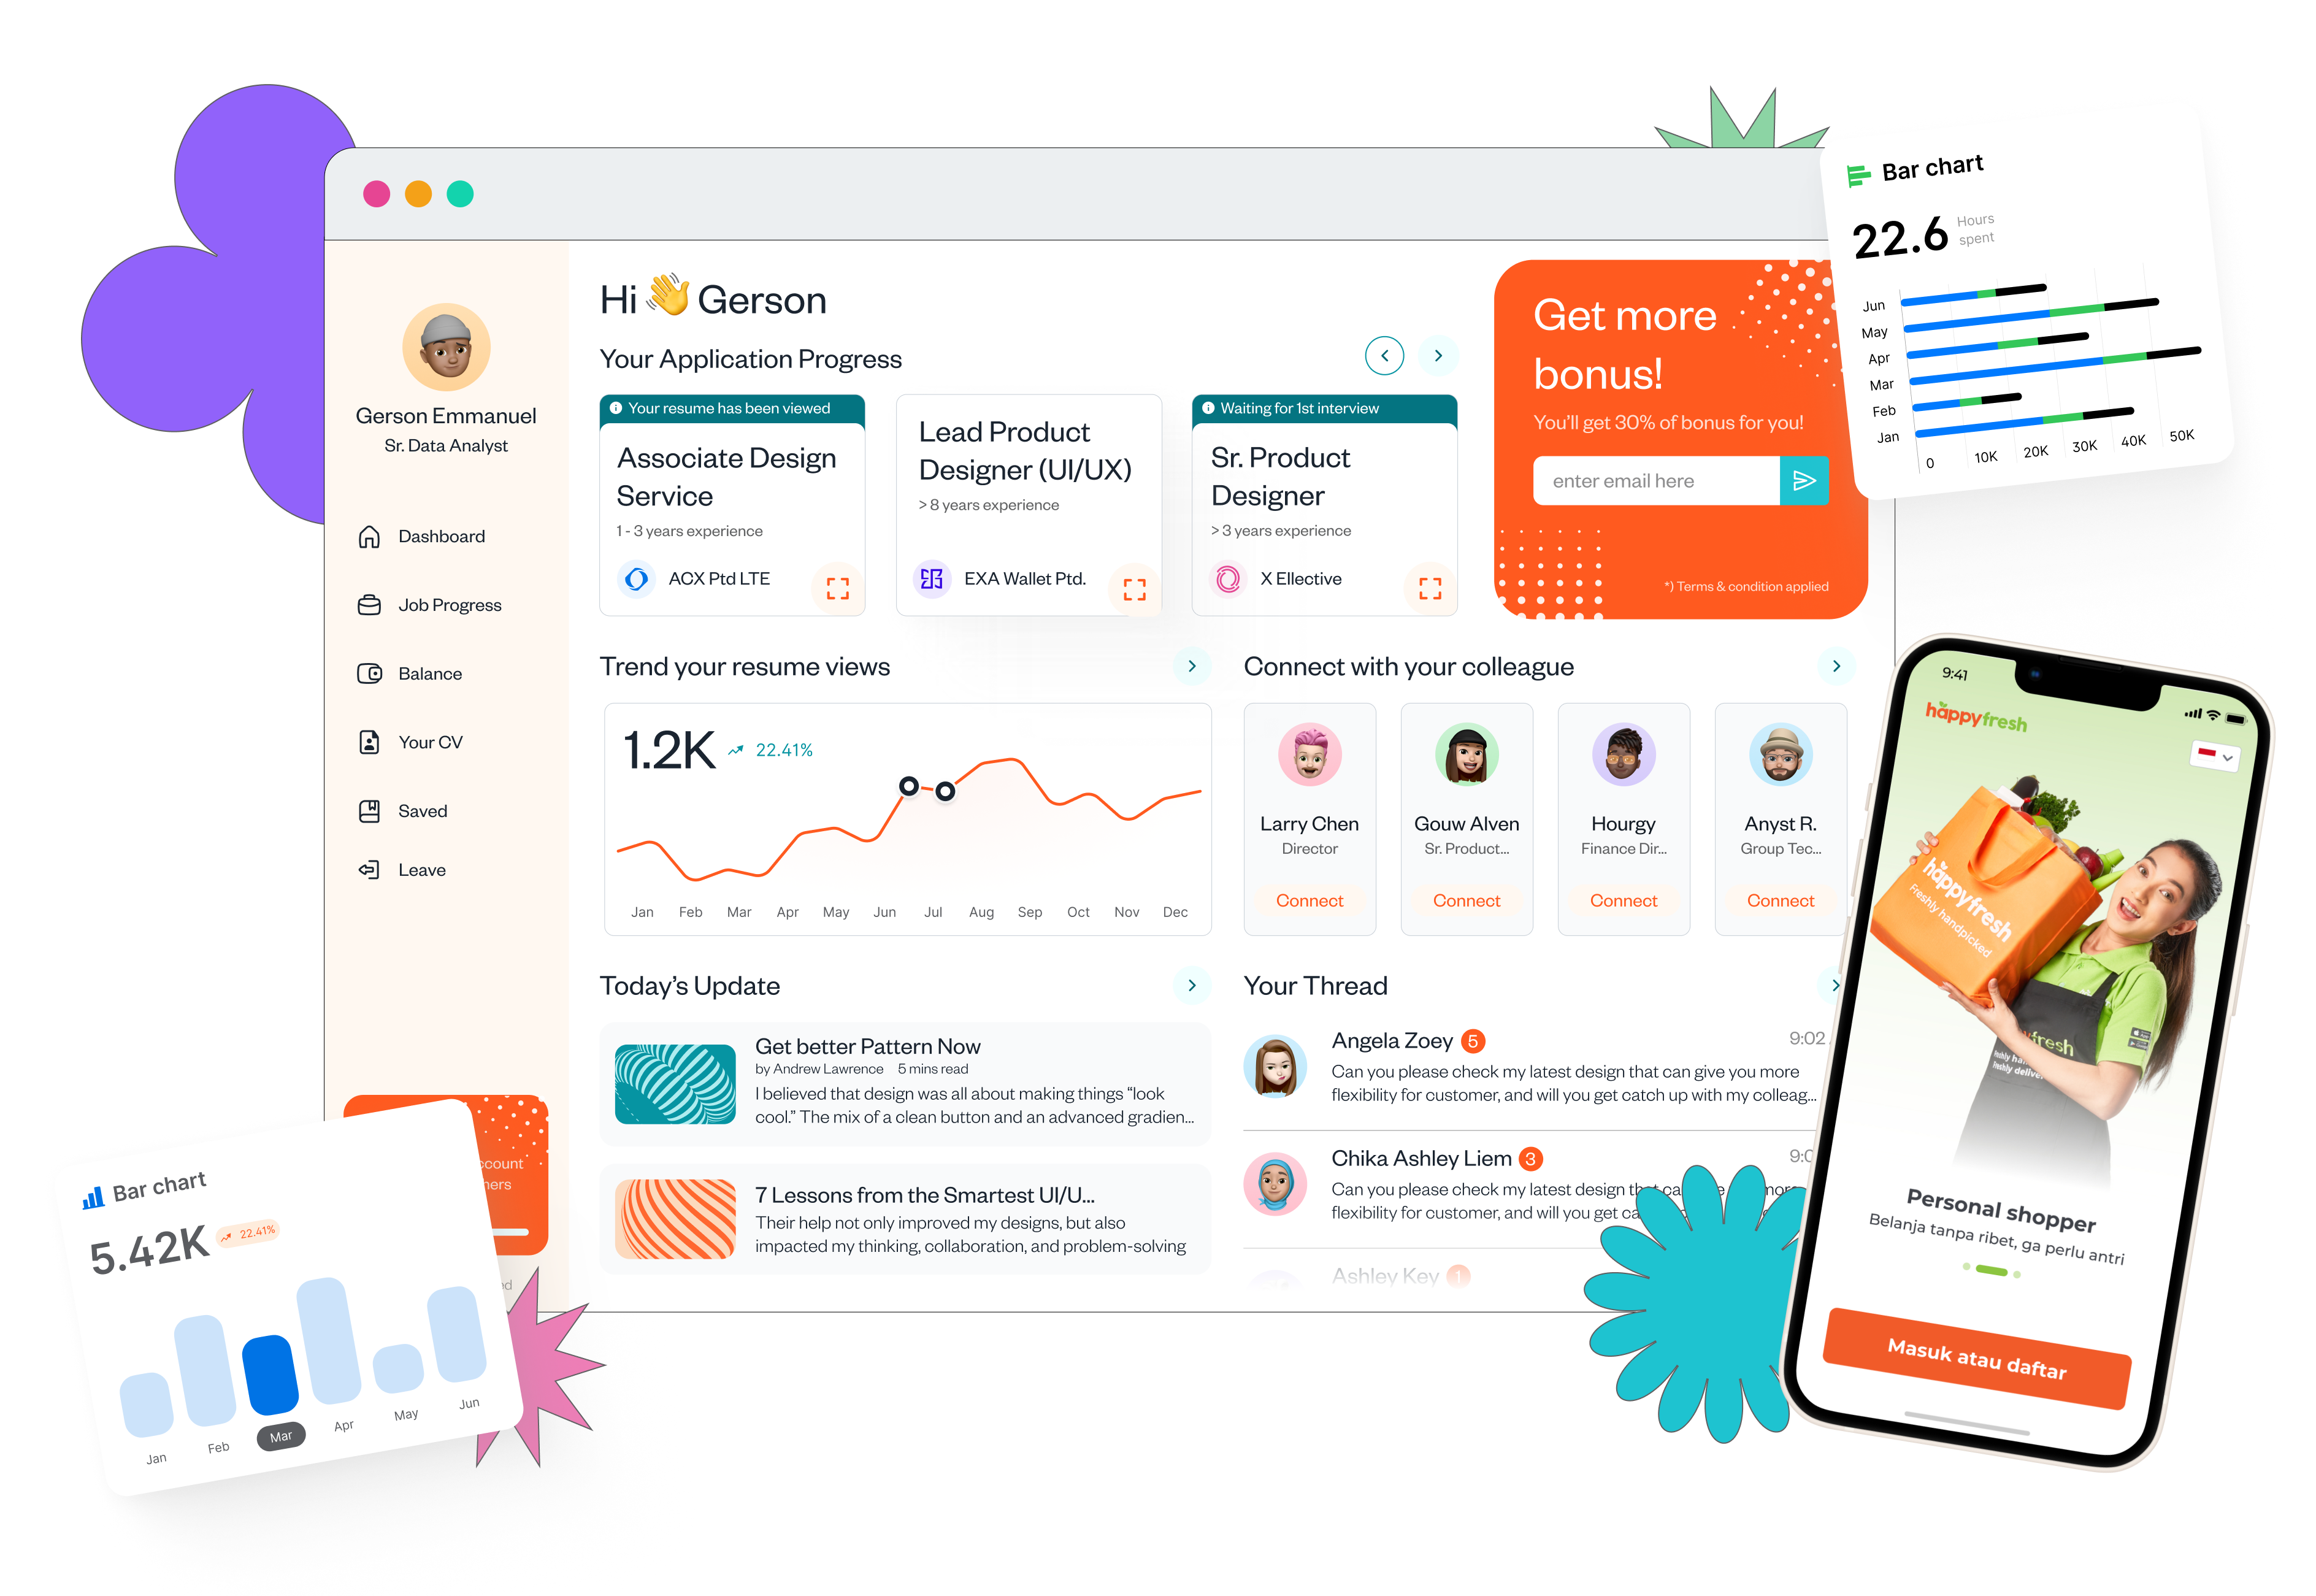 Hi 👋 Gerson
Gerson Emmanuel
Sr. Data Analyst
Dashboard
Job Progress
Balance
Your CV
Saved
Leave
Your Application Progress
Your resume has been viewed
Associate Design
Service
1 - 3 years experience
ACX Ptd LTE
Lead Product
Designer (UI/UX)
> 8 years experience
EXA Wallet Ptd.
Waiting for 1st interview
Sr. Product
Designer
> 3 years experience
X Ellective
Get more
bonus!
You'll get 30% of bonus for you!
enter email here
*) Terms & condition applied
Bar chart
22.6
Hours
spent
Jun
May
Apr
Mar
Feb
Jan
0 10K 20K 30K 40K 50K
Trend your resume views
1.2K
22.41%
Jan Feb Mar Apr May Jun Jul Aug Sep Oct Nov Dec
Connect with your colleague
Larry Chen
Director
Connect
Gouw Alven
Sr. Product...
Connect
Hourgy
Finance Dir...
Connect
Anyst R.
Group Tec...
Connect
Today's Update
Get better Pattern Now
by Andrew Lawrence 5 mins read
I believed that design was all about making things “look
cool.” The mix of a clean button and an advanced gradien...
7 Lessons from the Smartest UI/U...
Their help not only improved my designs, but also
impacted my thinking, collaboration, and problem-solving
Your Thread
Angela Zoey 5
9:02
Can you please check my latest design that can give you more
flexibility for customer, and will you get catch up with my colleag...
Chika Ashley Liem 3
Can you please check my latest design
flexibility for customer, and will you get
Ashley Key 1
Bar chart
5.42K
22.41%
Jan Feb Mar Apr May Jun
9:41
happyfresh
happyfresh
Freshly handpicked
fresh
Personal shopper
Belanja tanpa ribet, ga perlu antri
Masuk atau daftar